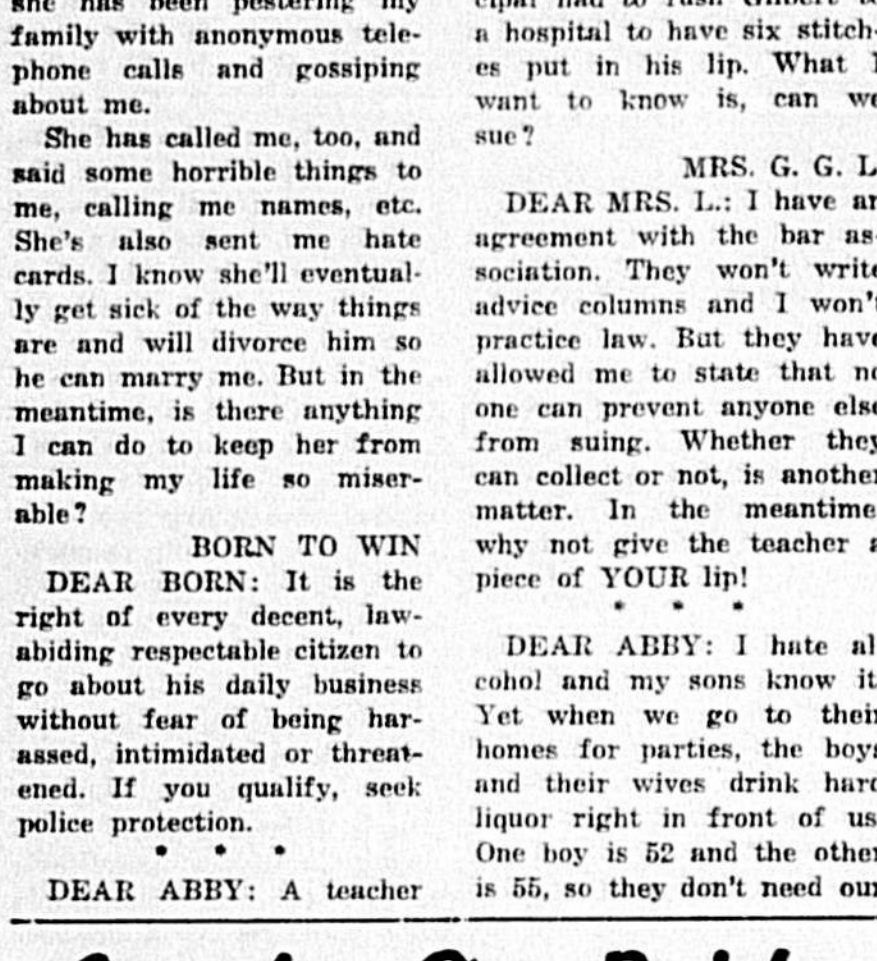 she has been pestering my
family with anonymous tele-
phone calls and gossiping
about me.
She has called me, too, and
said some horrible things to
me, calling me names, etc.
She's also sent me hate
cards. I know she'll eventual-
ly get sick of the way things
are and will divorce him so
he can marry me. But in the
meantime, is there anything
I can do to keep her from
making my life so miser-
able?
BORN TO WIN
DEAR BORN: It is the
right of every decent, law-
abiding respectable citizen to
go about his daily business
without fear of being har-
assed, intimidated or threat-
ened. If you qualify, seek
police protection.
* * *
DEAR ABBY: A teacher
cipal had to rush Gilbert
a hospital to have six stitch-
es put in his lip. What I
want to know is, can we
sue?
MRS. G. G. L
DEAR MRS. L.: I have an
agreement with the bar as-
sociation. They won't write
advice columns and I won't
practice law. But they have
allowed me to state that no
one can prevent anyone else
from suing. Whether they
can collect or not, is another
matter. In the meantime
why not give the teacher a
piece of YOUR lip!
* * *
DEAR ABBY: I hate al
cohol and my sons know it
Yet when we go to their
homes for parties, the boys
and their wives drink hard
liquor right in front of us
One boy is 52 and the other
is 55, so they don't need our